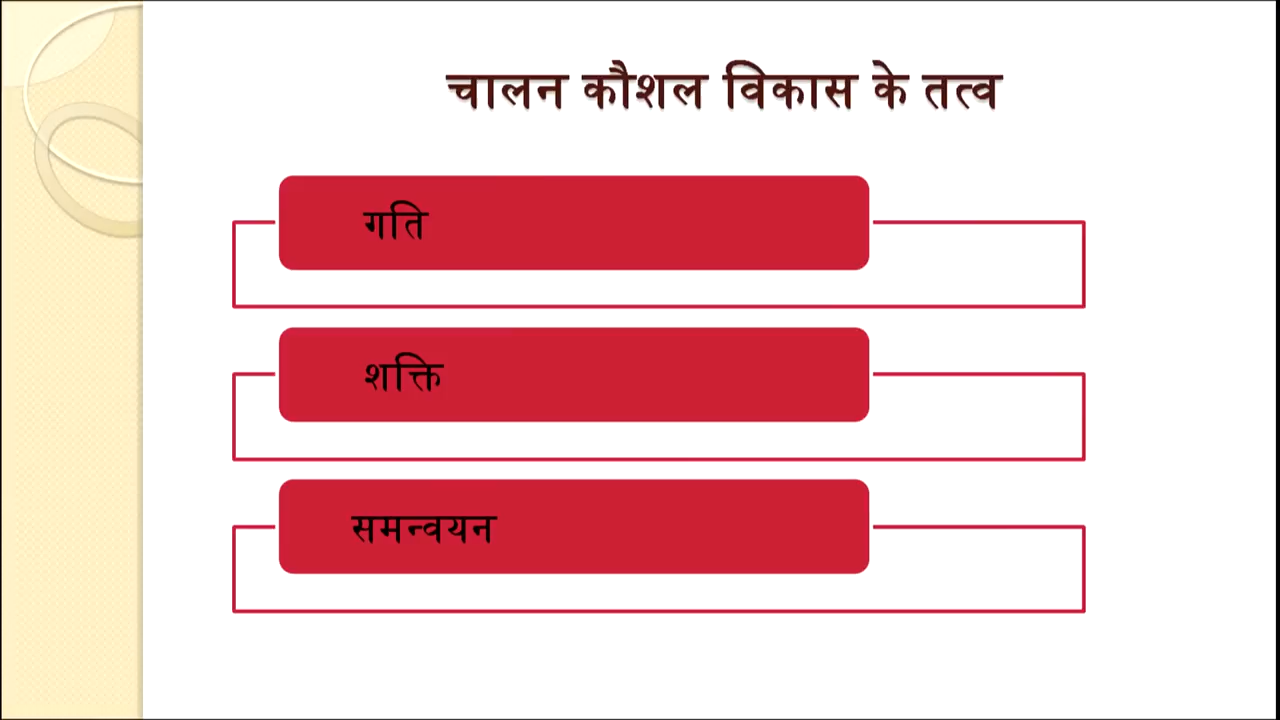 चालन कौशल विकास के तत्व
गति
शक्ति
समन्वयन